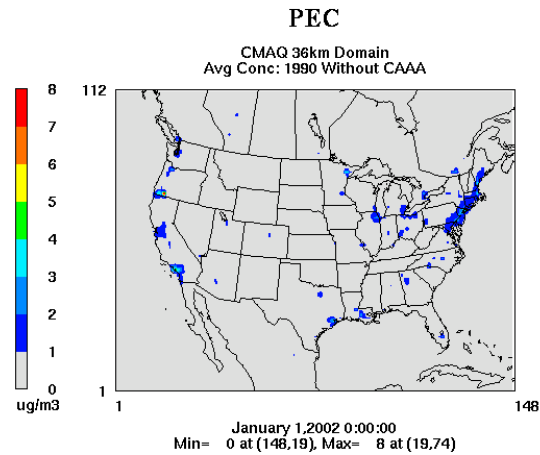 PEC
CMAQ 36km Domain
Avg Conc: 1990 Without CAAA
8
7
6
5
4
3
2
1
0
ug/m3
112
1
1
148
January 1,2002 0:00:00
Min= 0 at (148,19), Max= 8 at (19,74)